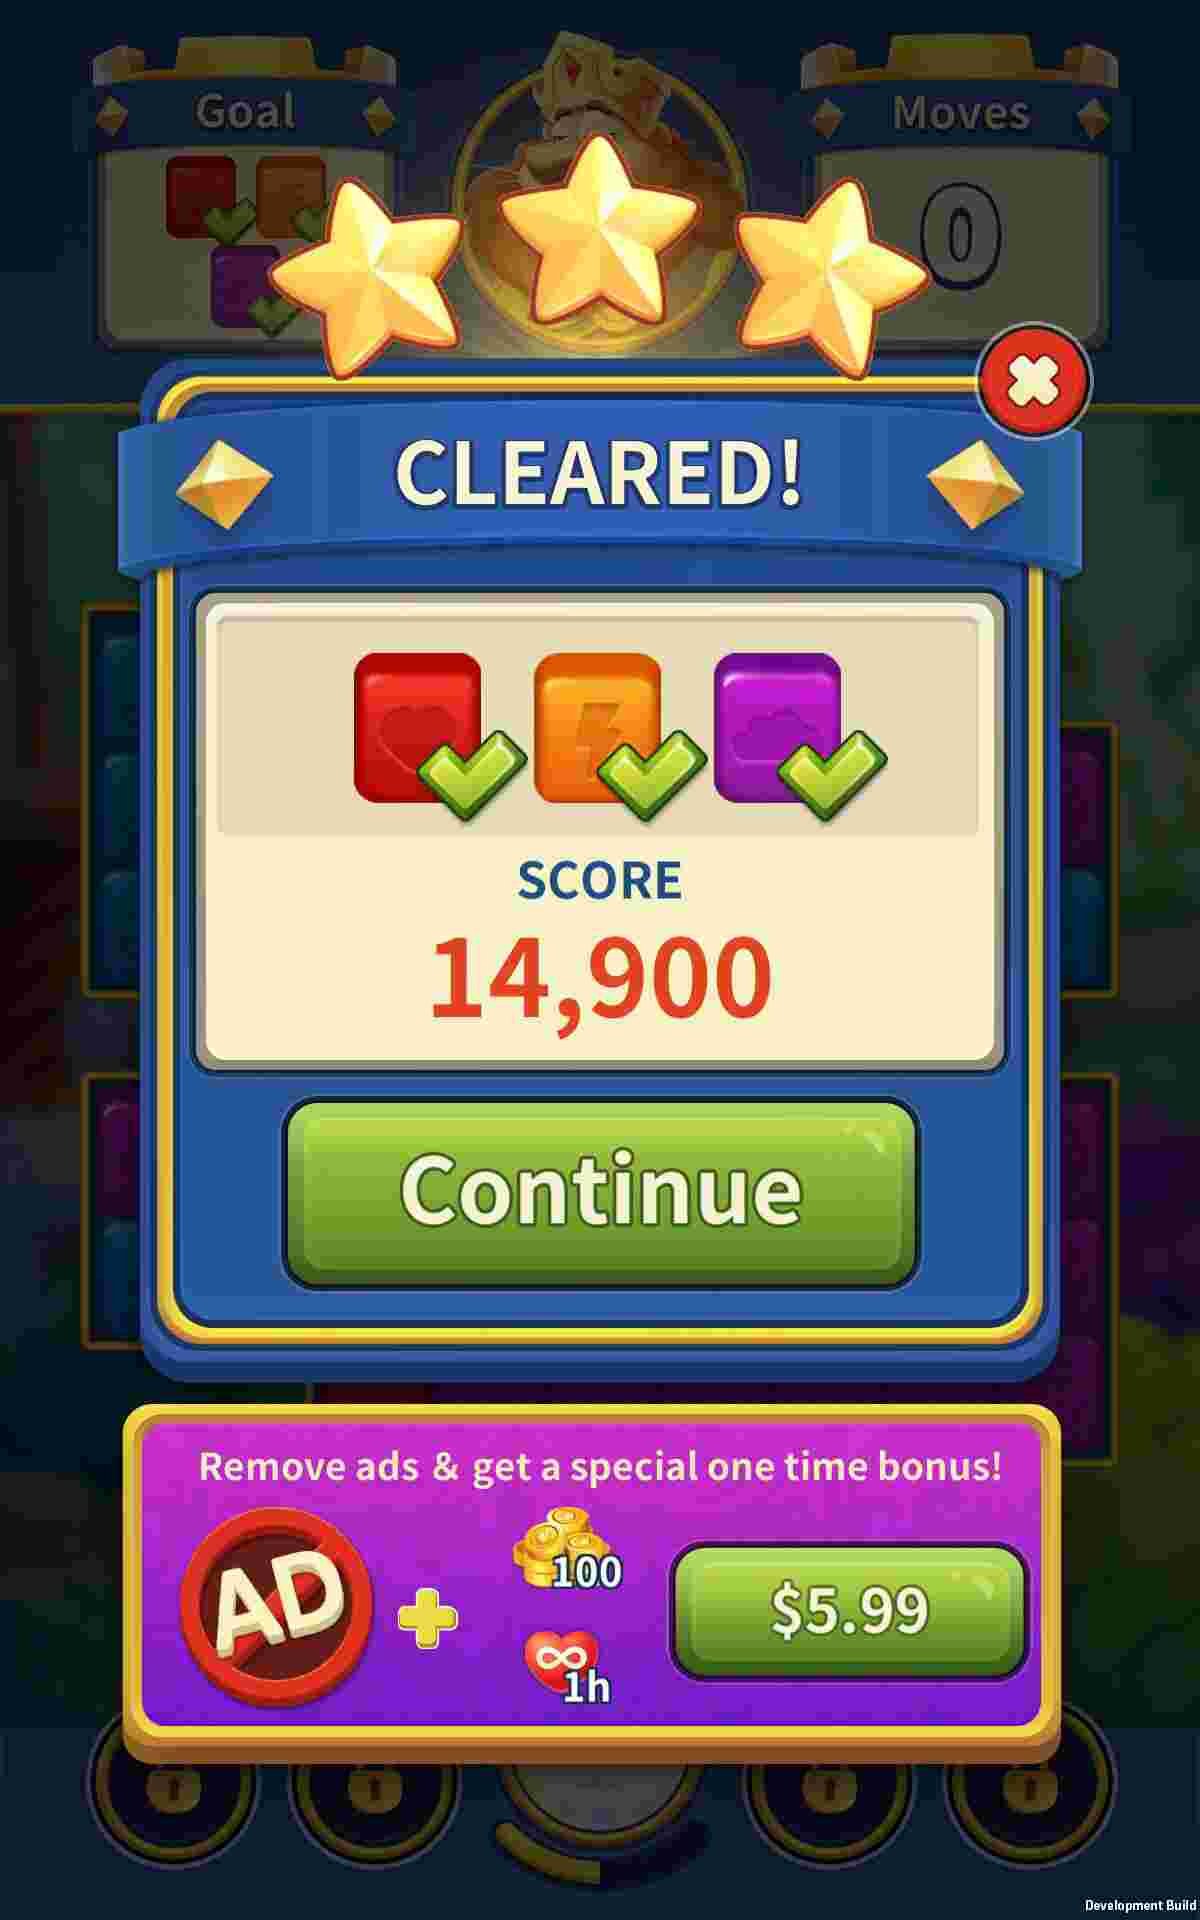 Goal
Moves
0
CLEARED!
SCORE
14,900
Continue
Remove ads & get a special one time bonus!
AD
100
1h
$5.99
Development Build